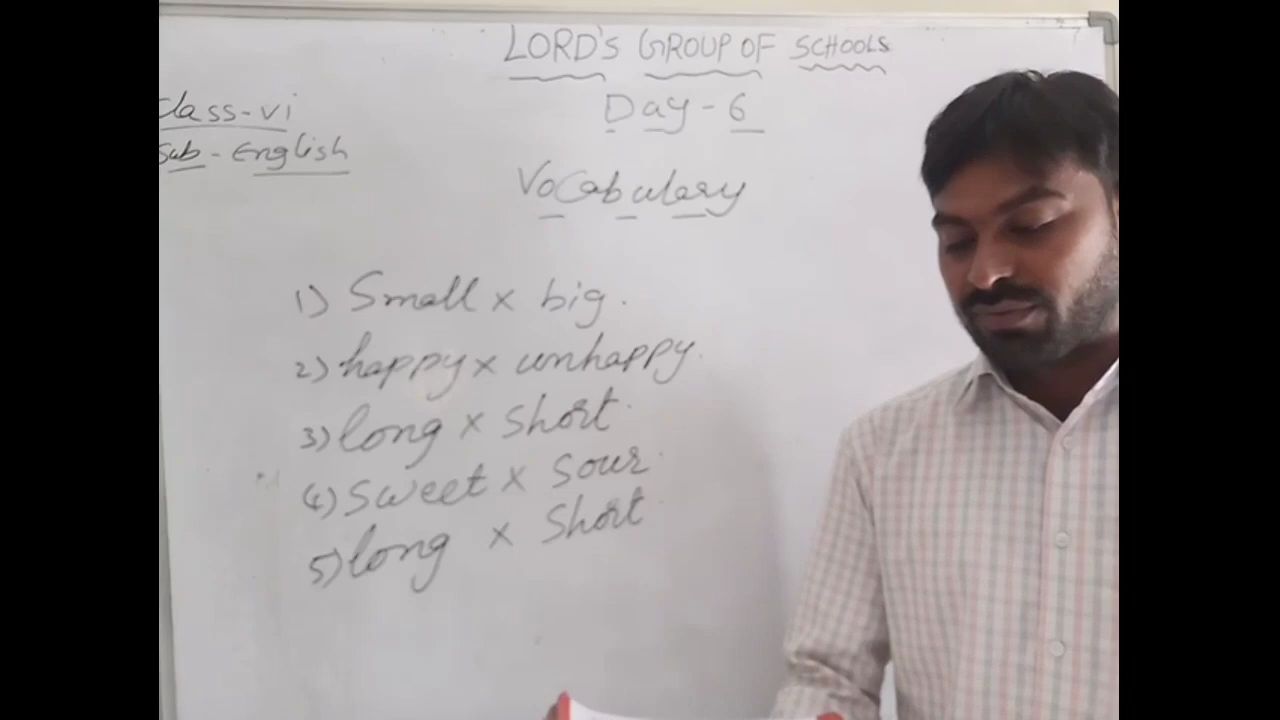 LORD'S GROUP OF SCHOOLS
Class-VI
Day-6
Sub-English
Vocabulary
1) Small × big.
2) happy × unhappy.
3) long × short.
4) Sweet × Sour.
5) long × Short.